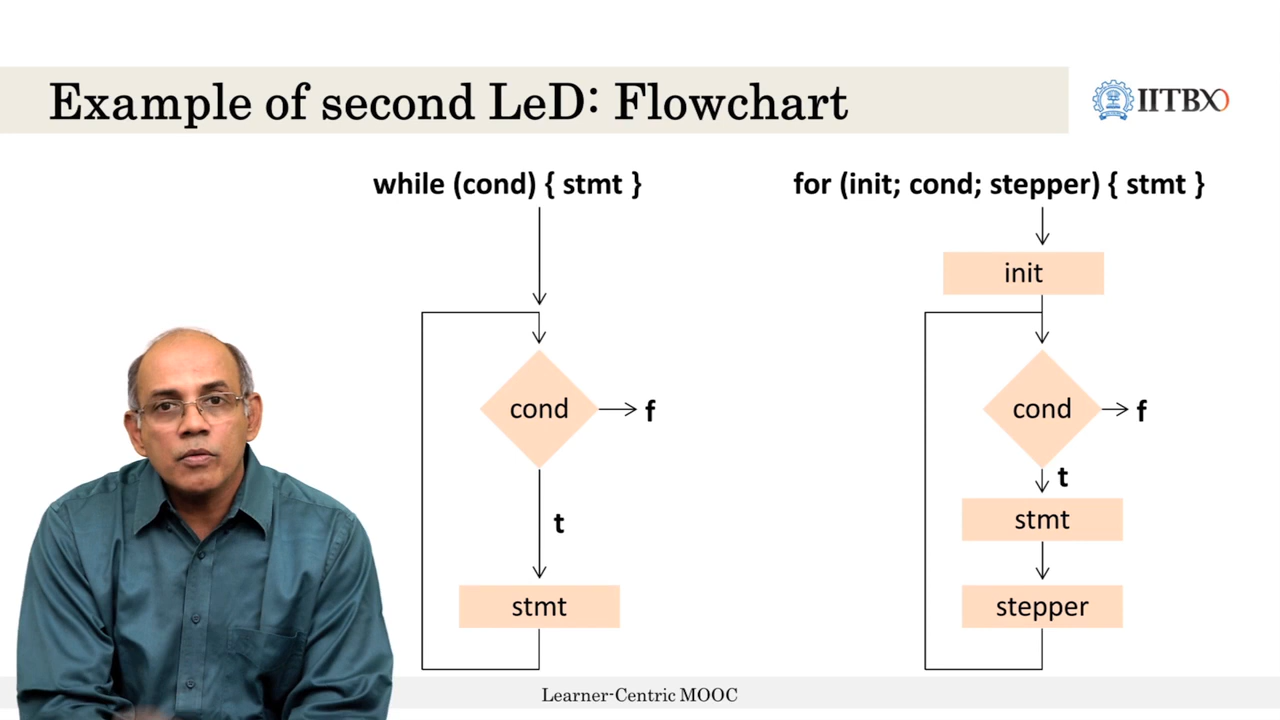 Example of second LeD: Flowchart
IITBX
while (cond) { stmt }
for (init; cond; stepper) { stmt }
init
cond
f
cond
f
t
t
stmt
stmt
stepper
Learner-Centric MOOC